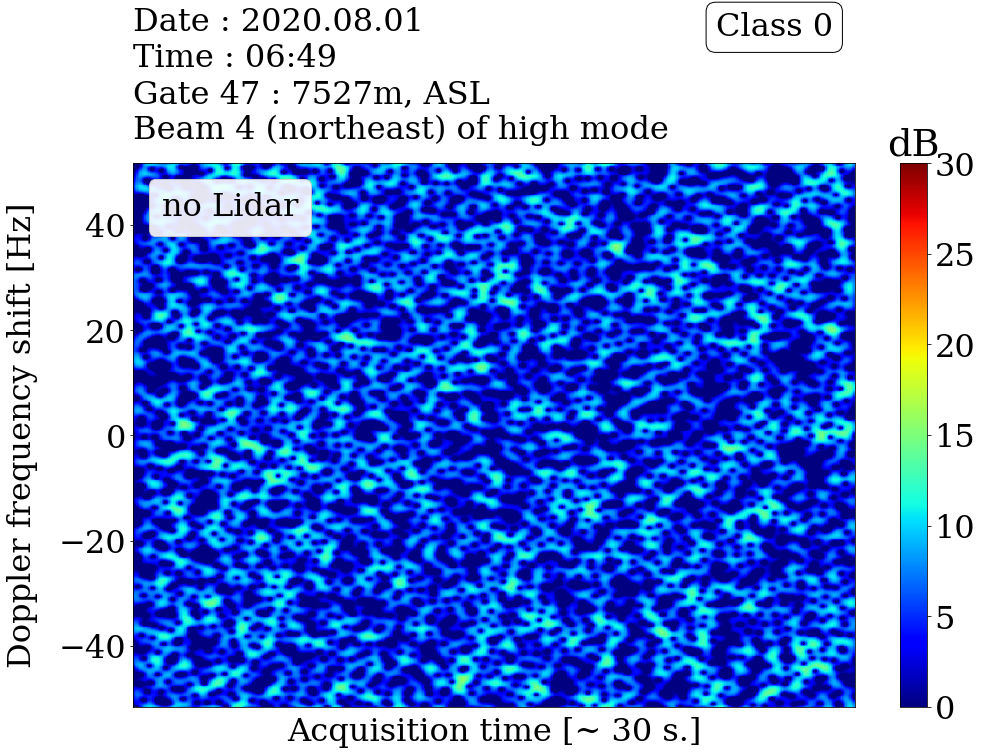 Date : 2020.08.01
Time : 06:49
Gate 47 : 7527m, ASL
Beam 4 (northeast) of high mode
Class 0
dB
no Lidar
Doppler frequency shift [Hz]
40
20
0
−20
−40
30
25
20
15
10
5
0
Acquisition time [~ 30 s.]